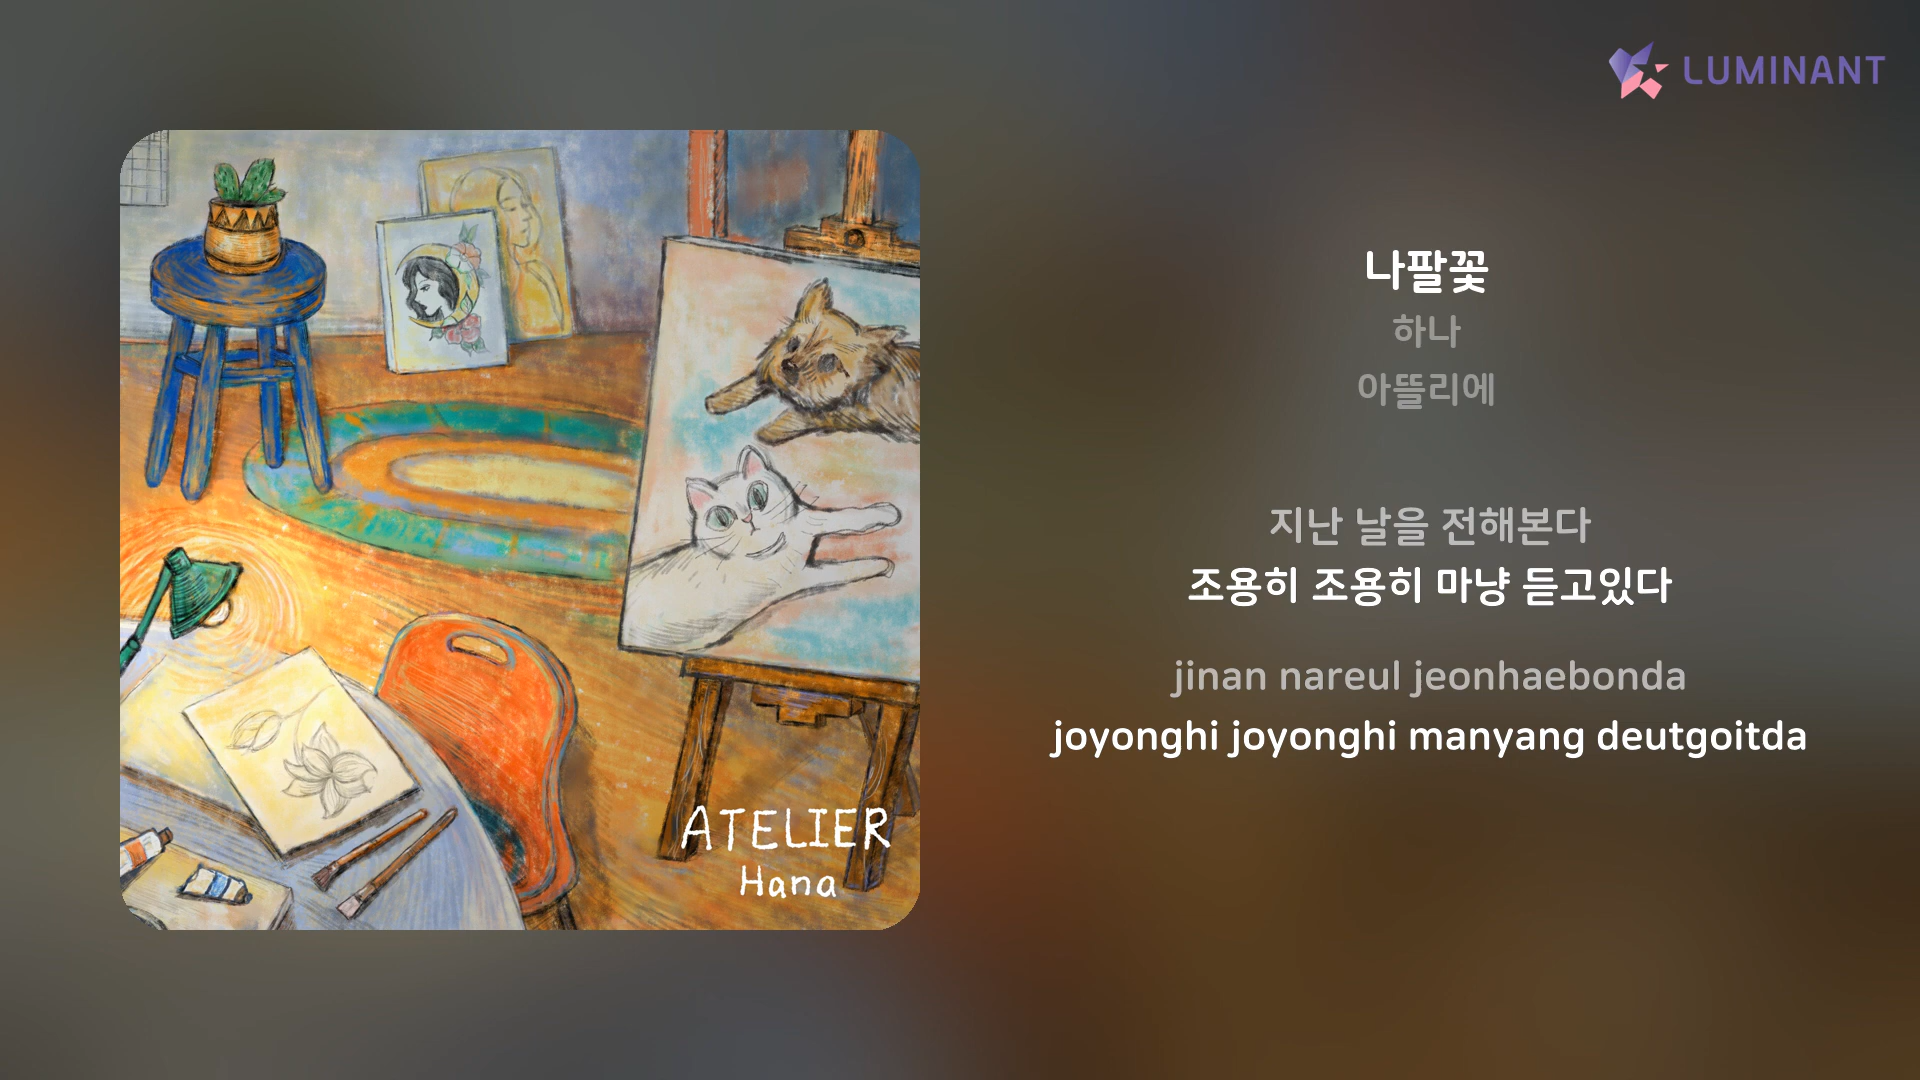 LUMINANT
나팔꽃
하나
아뜰리에
지난 날을 전해본다
조용히 조용히 마냥 듣고있다
jinan nareul jeonhaebonda
joyonghi joyonghi manyang deutgoitda
ATELIER
Hana